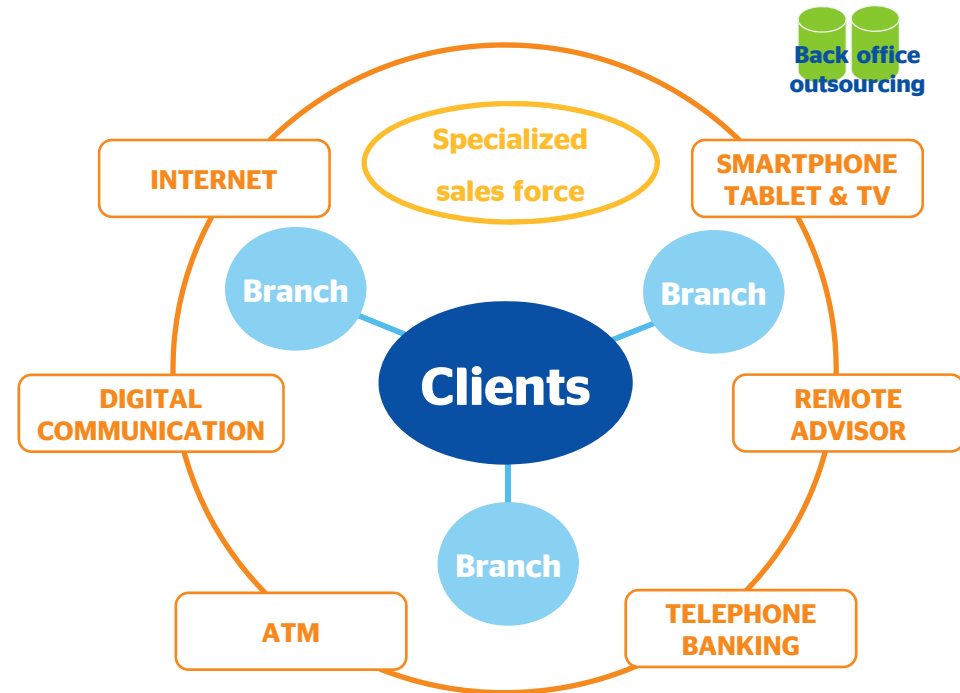 Back office
outsourcing
Specialized
sales force
INTERNET
SMARTPHONE
TABLET & TV
Branch
Branch
Clients
DIGITAL
COMMUNICATION
REMOTE
ADVISOR
Branch
ATM
TELEPHONE
BANKING